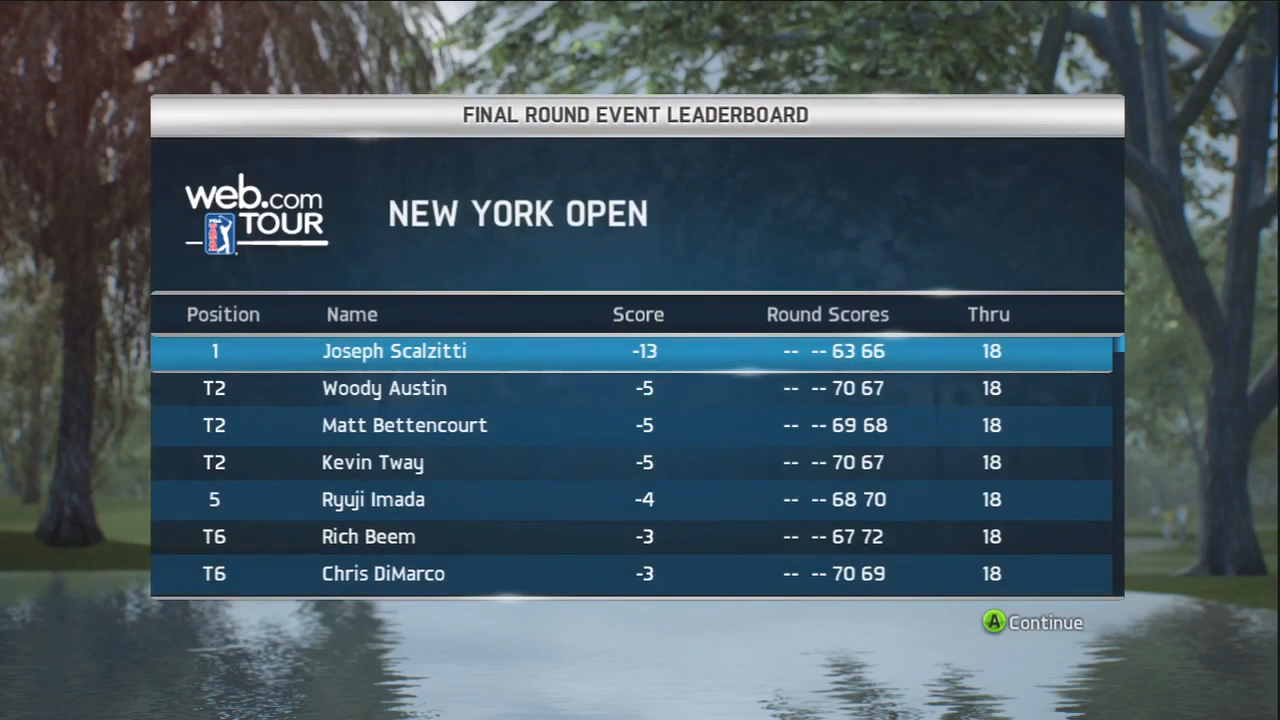 FINAL ROUND EVENT LEADERBOARD
web.com
TOUR
NEW YORK OPEN
Position Name Score Round Scores Thru
1 Joseph Scalzitti -13 -- -- 63 66 18
T2 Woody Austin -5 -- -- 70 67 18
T2 Matt Bettencourt -5 -- -- 69 68 18
T2 Kevin Tway -5 -- -- 70 67 18
5 Ryuji Imada -4 -- -- 68 70 18
T6 Rich Beem -3 -- -- 67 72 18
T6 Chris DiMarco -3 -- -- 70 69 18
A Continue